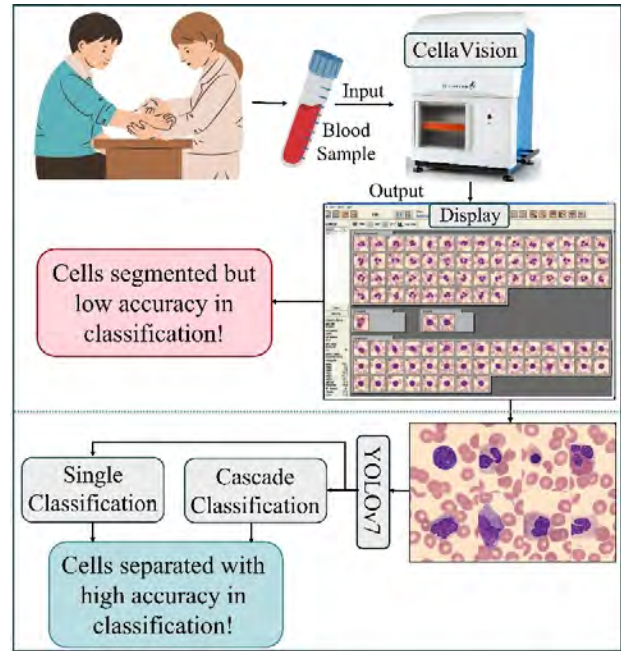 CellaVision
Input
Blood
Sample
Output
Display
Cells segmented but
low accuracy in
classification!
Single
Classification
Cascade
Classification
YOLOv7
Cells separated with
high accuracy in
classification!